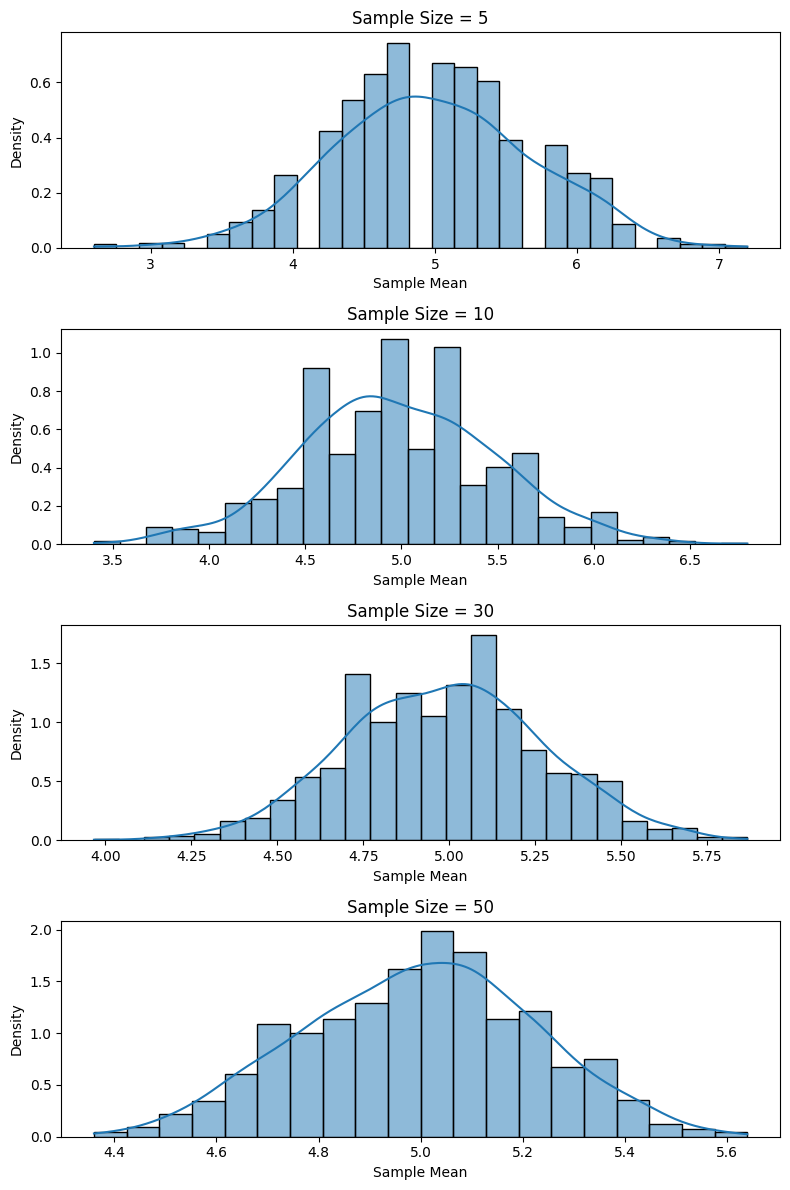 Sample Size = 5
Density
0.6
0.4
0.2
0.0
3 4 5 6 7
Sample Mean
Sample Size = 10
Density
1.0
0.8
0.6
0.4
0.2
0.0
3.5 4.0 4.5 5.0 5.5 6.0 6.5
Sample Mean
Sample Size = 30
Density
1.5
1.0
0.5
0.0
4.00 4.25 4.50 4.75 5.00 5.25 5.50 5.75
Sample Mean
Sample Size = 50
Density
2.0
1.5
1.0
0.5
0.0
4.4 4.6 4.8 5.0 5.2 5.4 5.6
Sample Mean